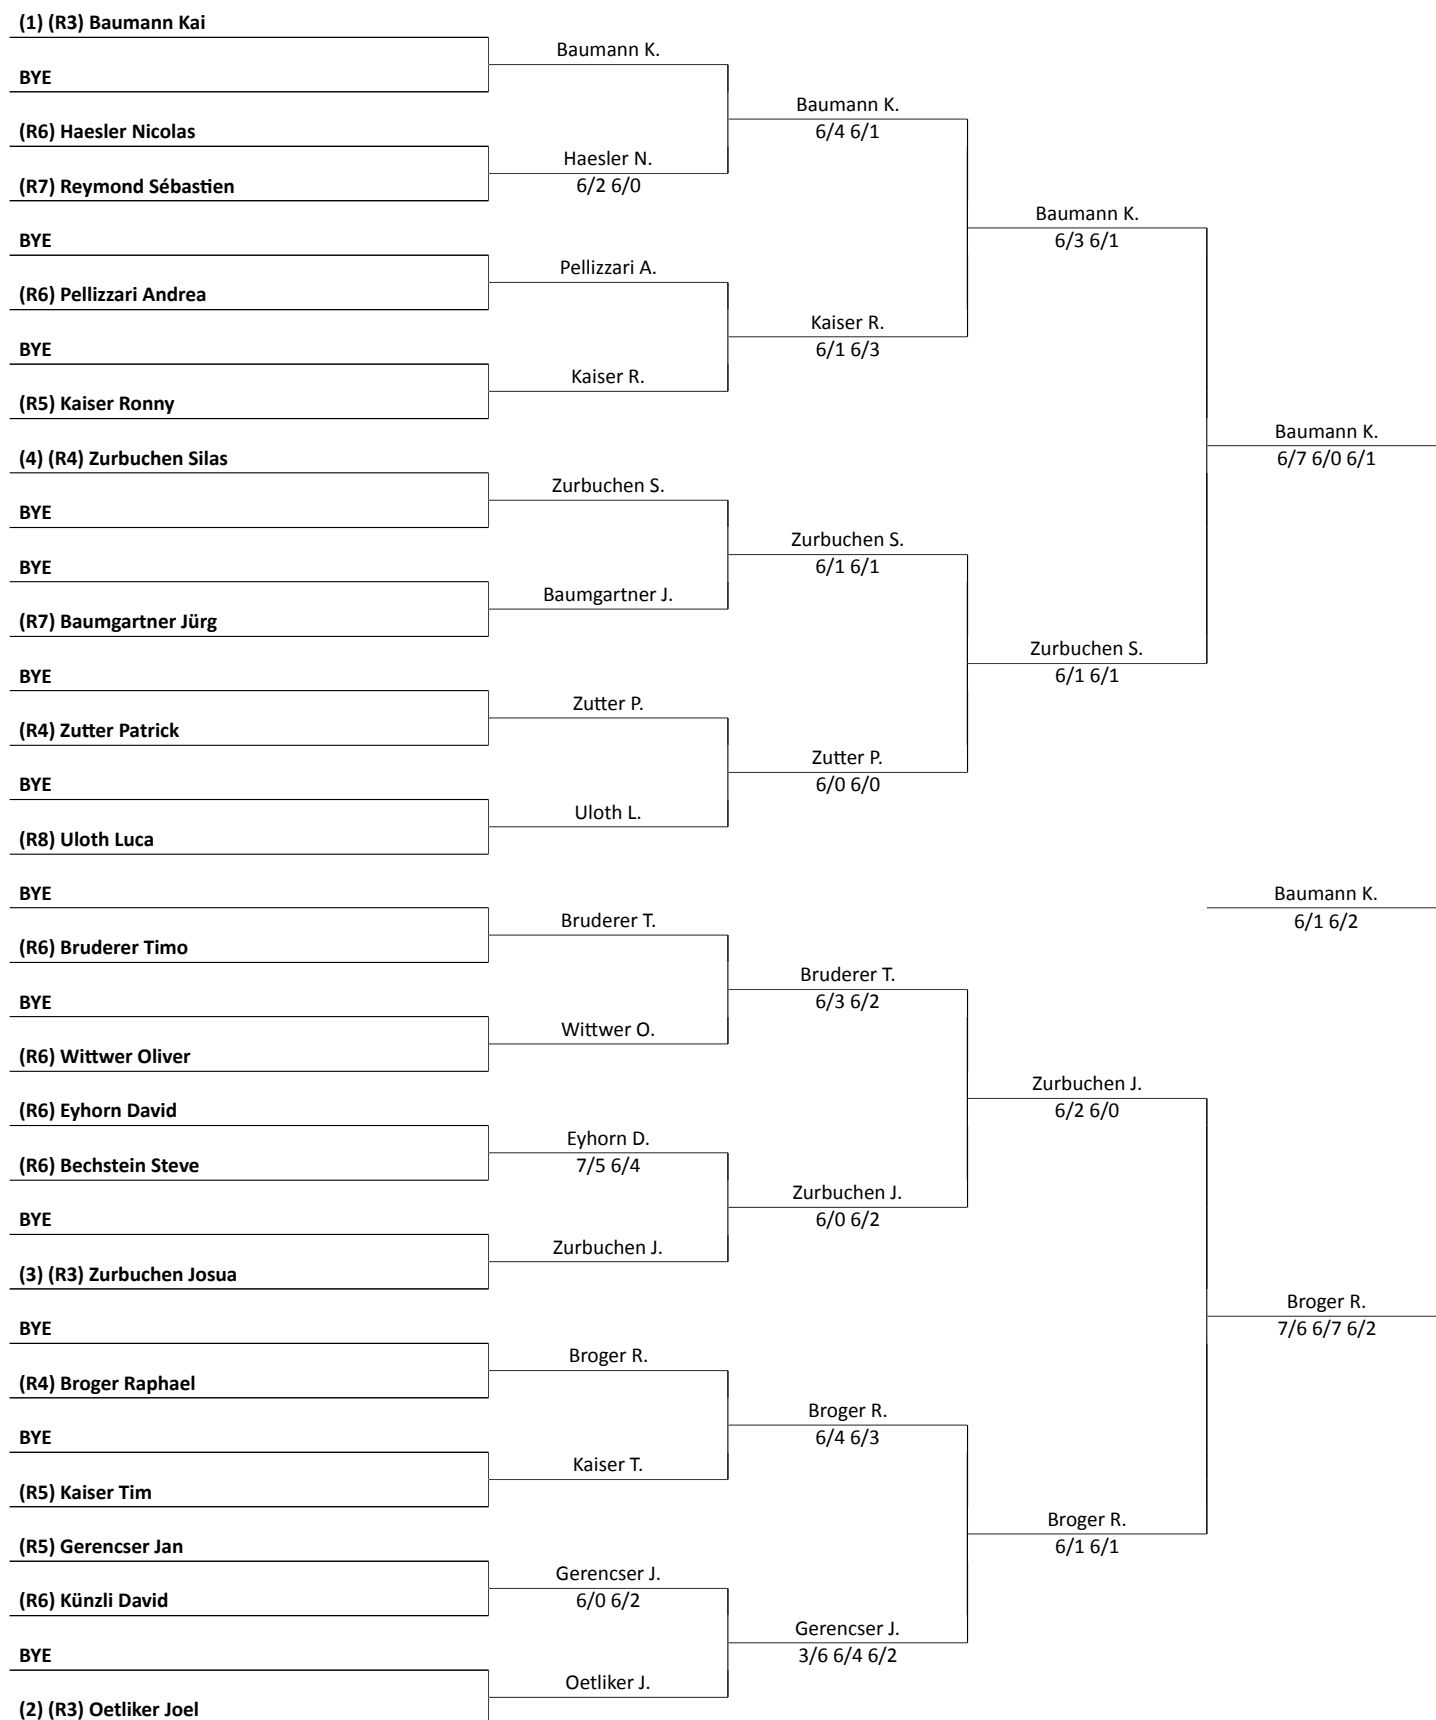 (1) (R3) Baumann Kai
BYE
(R6) Haesler Nicolas
(R7) Reymond Sébastien
BYE
(R6) Pellizzari Andrea
BYE
(R5) Kaiser Ronny
(4) (R4) Zurbuchen Silas
BYE
BYE
(R7) Baumgartner Jürg
BYE
(R4) Zutter Patrick
BYE
(R8) Uloth Luca
BYE
(R6) Bruderer Timo
BYE
(R6) Wittwer Oliver
(R6) Eyhorn David
(R6) Bechstein Steve
BYE
(3) (R3) Zurbuchen Josua
BYE
(R4) Broger Raphael
BYE
(R5) Kaiser Tim
(R5) Gerencser Jan
(R6) Künzli David
BYE
(2) (R3) Oetliker Joel
Baumann K.
Haesler N.
6/2 6/0
Pellizzari A.
Kaiser R.
Zurbuchen S.
Baumgartner J.
Zutter P.
Uloth L.
Bruderer T.
Wittwer O.
Eyhorn D.
7/5 6/4
Zurbuchen J.
Broger R.
Kaiser T.
Gerencser J.
6/0 6/2
Oetliker J.
Baumann K.
6/4 6/1
Kaiser R.
6/1 6/3
Zurbuchen S.
6/1 6/1
Zutter P.
6/0 6/0
Bruderer T.
6/3 6/2
Zurbuchen J.
6/0 6/2
Broger R.
6/4 6/3
Gerencser J.
3/6 6/4 6/2
Baumann K.
6/3 6/1
Zurbuchen S.
6/1 6/1
Zurbuchen J.
6/2 6/0
Broger R.
6/1 6/1
Baumann K.
6/7 6/0 6/1
Baumann K.
6/1 6/2
Broger R.
7/6 6/7 6/2